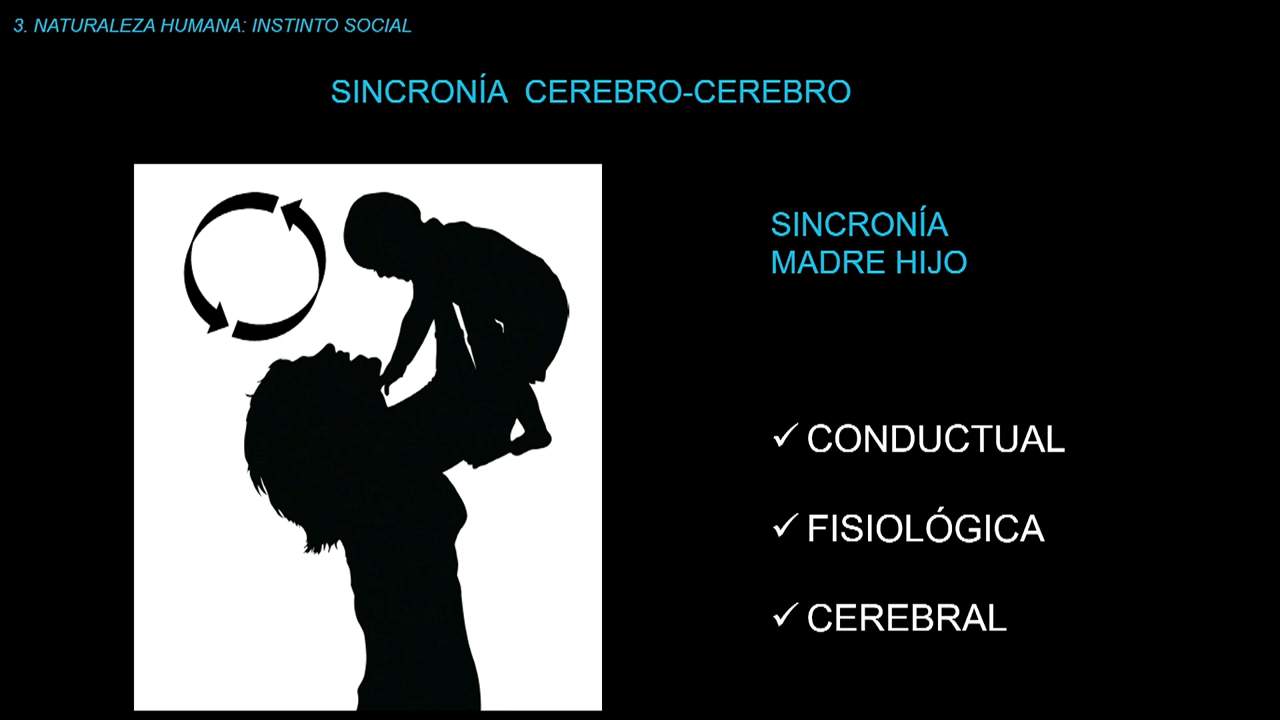 3. NATURALEZA HUMANA: INSTINTO SOCIAL
SINCRONÍA CEREBRO-CEREBRO
SINCRONÍA
MADRE HIJO
✓ CONDUCTUAL
✓ FISIOLÓGICA
✓ CEREBRAL